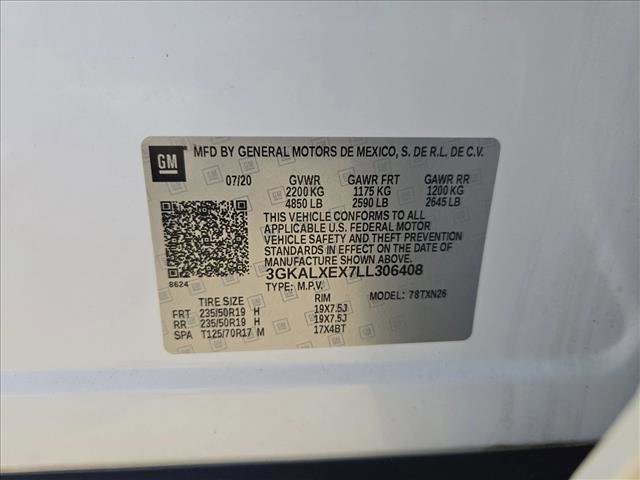 GM
MFD BY GENERAL MOTORS DE MEXICO, S. DE R.L. DE C.V.
07/20 GVWR GAWR FRT GAWR RR
2200 KG 1175 KG 1200 KG
4850 LB 2590 LB 2645 LB
THIS VEHICLE CONFORMS TO ALL
APPLICABLE U.S. FEDERAL MOTOR
VEHICLE SAFETY AND THEFT PREVENTION
STANDARDS IN EFFECT ON THE DATE OF
MANUFACTURE SHOWN ABOVE.
3GKALXEX7LL306408
8624
TYPE: M.P.V. MODEL: 78TXN26
TIRE SIZE RIM
FRT 235/50R19 H 19X7.5J
RR 235/50R19 H 19X7.5J
SPA T125/70R17 M 17X4BT